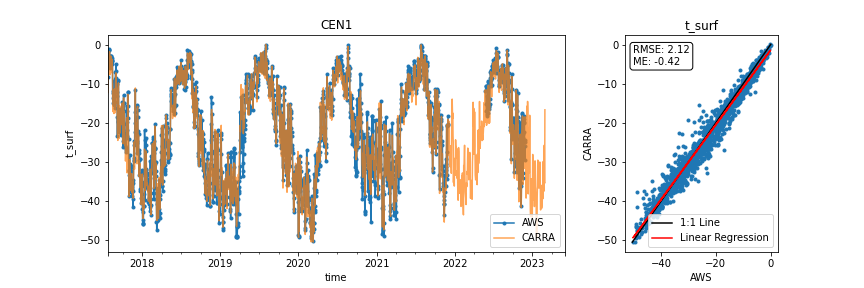 CEN1
t_surf
0
−10
−20
−30
−40
−50
2018
2019
2020
2021
2022
2023
time
AWS
CARRA
t_surf
RMSE: 2.12
ME: -0.42
CARRA
0
−10
−20
−30
−40
−50
−40
−20
0
AWS
1:1 Line
Linear Regression